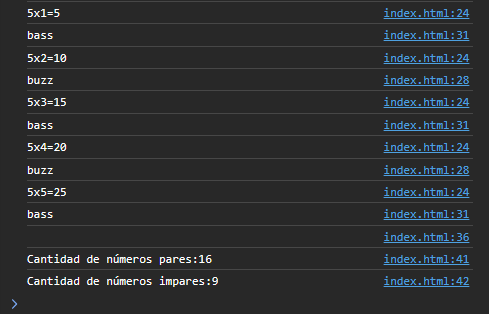 5x1=5 index.html:24
bass index.html:31
5x2=10 index.html:24
buzz index.html:28
5x3=15 index.html:24
bass index.html:31
5x4=20 index.html:24
buzz index.html:28
5x5=25 index.html:24
bass index.html:31
index.html:36
Cantidad de números pares:16 index.html:41
Cantidad de números impares:9 index.html:42
>